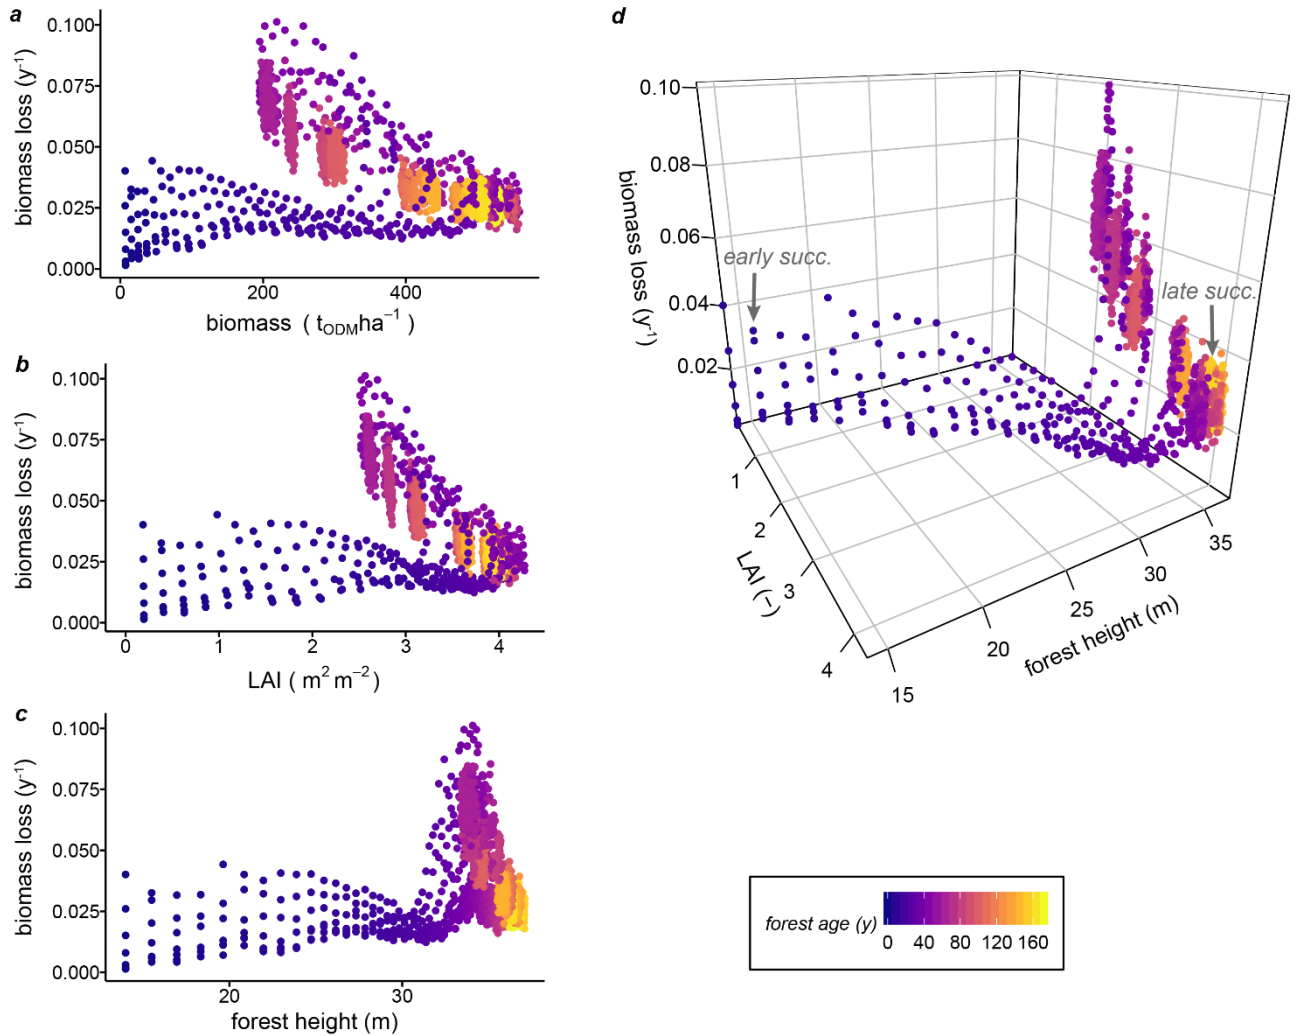 a
biomass loss (y⁻¹)
0.100
0.075
0.050
0.025
0.000
0 200 400
biomass ( t_ODM ha⁻¹ )
b
biomass loss (y⁻¹)
0.100
0.075
0.050
0.025
0.000
0 1 2 3 4
LAI ( m² m⁻² )
c
biomass loss (y⁻¹)
0.100
0.075
0.050
0.025
0.000
20 30
forest height (m)
d
biomass loss (y⁻¹)
0.10
0.08
0.06
0.04
0.02
early succ.
late succ.
1
2
3
4
LAI (−)
15
20
25
30
35
forest height (m)
forest age (y)
0 40 80 120 160